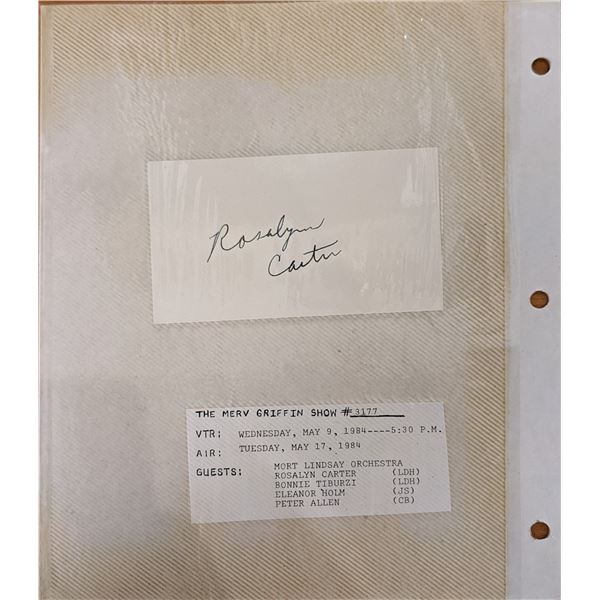 Rosalynn
Carter
THE MERV GRIFFIN SHOW #3177
VTR: WEDNESDAY, MAY 9, 1984----5:30 P.M.
AIR: TUESDAY, MAY 17, 1984
GUESTS: MORT LINDSAY ORCHESTRA
ROSALYN CARTER (LDH)
BONNIE TIBURZI (LDH)
ELEANOR HOLM (JS)
PETER ALLEN (CB)